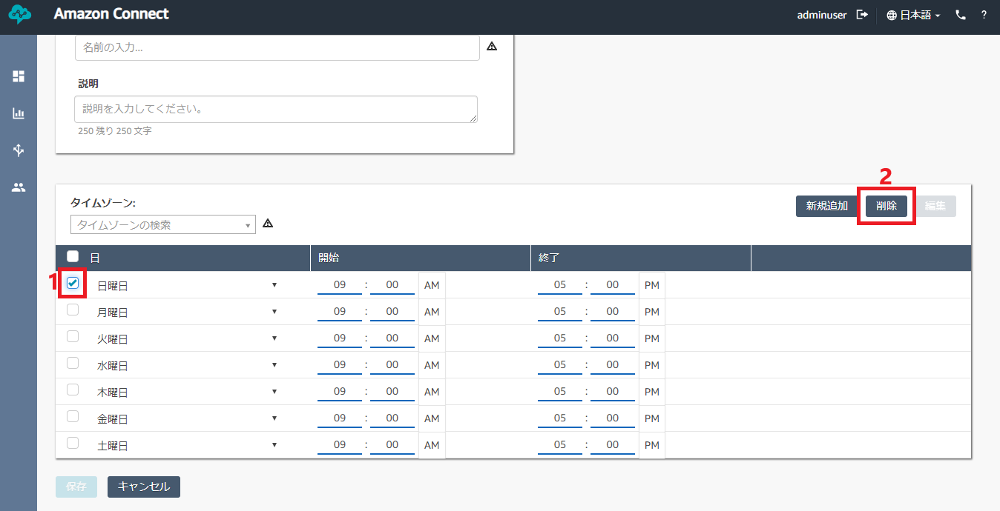 Amazon Connect adminuser 日本語 ?
名前の入力...
説明
説明を入力してください。
250 残り 250 文字
2
タイムゾーン:
新規追加 削除 編集
タイムゾーンの検索
日 開始 終了
1 日曜日 09 : 00 AM 05 : 00 PM
月曜日 09 : 00 AM 05 : 00 PM
火曜日 09 : 00 AM 05 : 00 PM
水曜日 09 : 00 AM 05 : 00 PM
木曜日 09 : 00 AM 05 : 00 PM
金曜日 09 : 00 AM 05 : 00 PM
土曜日 09 : 00 AM 05 : 00 PM
保存 キャンセル